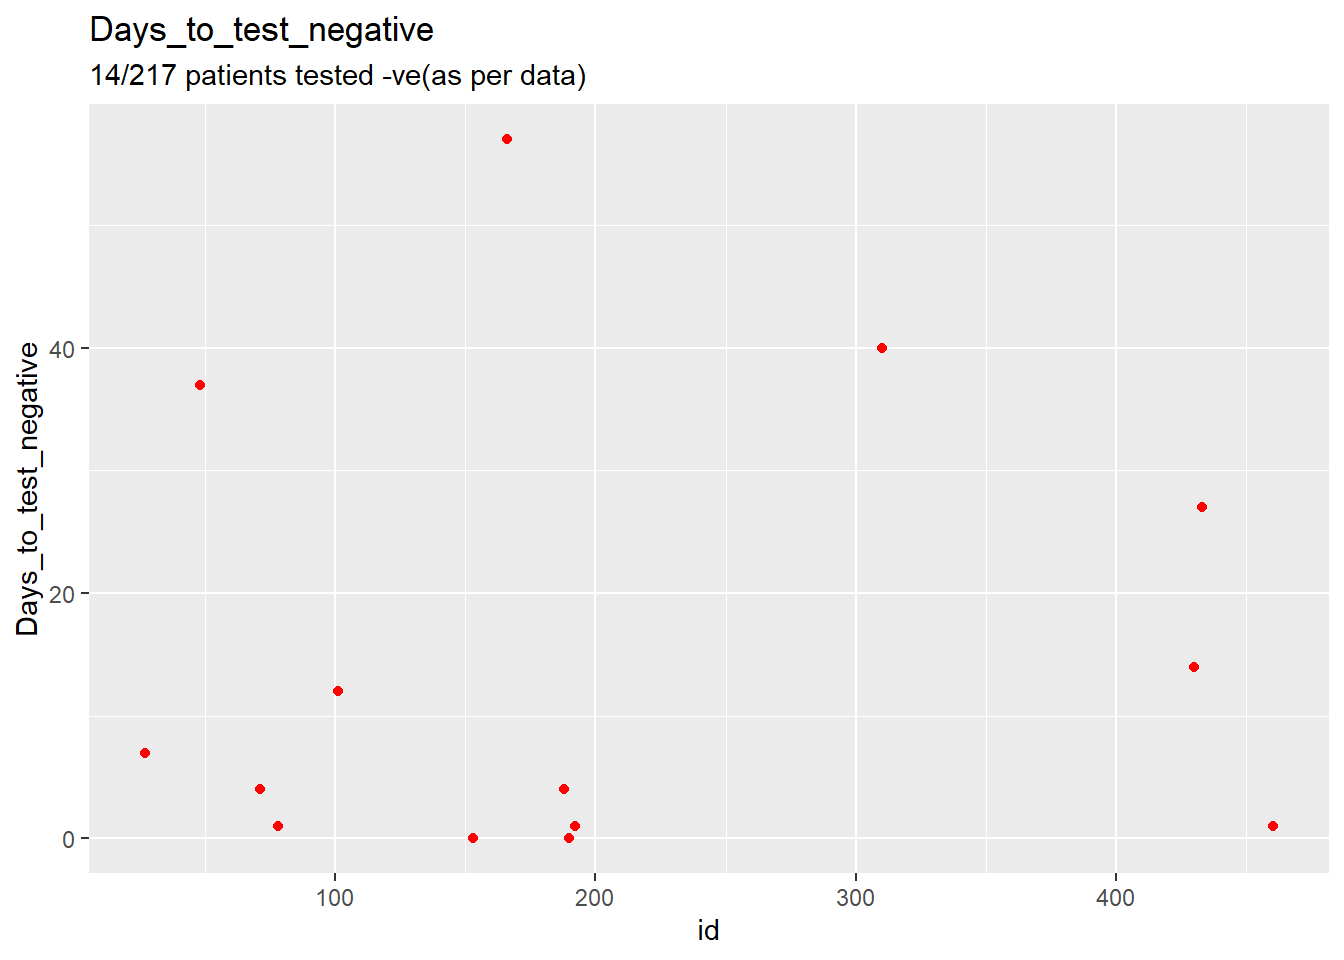 Days_to_test_negative
14/217 patients tested -ve(as per data)
Days_to_test_negative
40
20
0
100
200
300
400
id